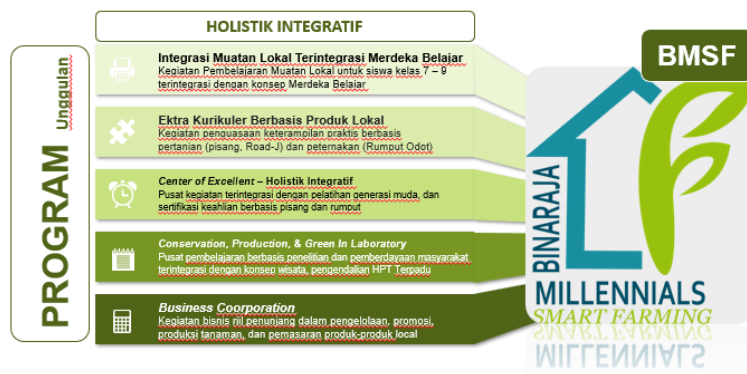 HOLISTIK INTEGRATIF
BMSF
PROGRAM Unggulan
Integrasi Muatan Lokal Terintegrasi Merdeka Belajar
Kegiatan Pembelajaran Muatan Lokal untuk siswa kelas 7 – 9
terintegrasi dengan konsep Merdeka Belajar
Ektra Kurikuler Berbasis Produk Lokal
Kegiatan penguasaan keterampilan praktis berbasis
pertanian (pisang, Road-J) dan peternakan (Rumput Odot)
Center of Excellent – Holistik Integratif
Pusat kegiatan terintegrasi dengan pelatihan generasi muda, dan
sertifikasi keahlian berbasis pisang dan rumput
Conservation, Production, & Green In Laboratory
Pusat pembelajaran berbasis penelitian dan pemberdayaan masyarakat
terintegrasi dengan konsep wisata, pengendalian HPT Terpadu
Business Coorporation
Kegiatan bisnis riil penunjang dalam pengelolaan, promosi,
produksi tanaman, dan pemasaran produk-produk local
BINARAJA
MILLENNIALS
SMART FARMING